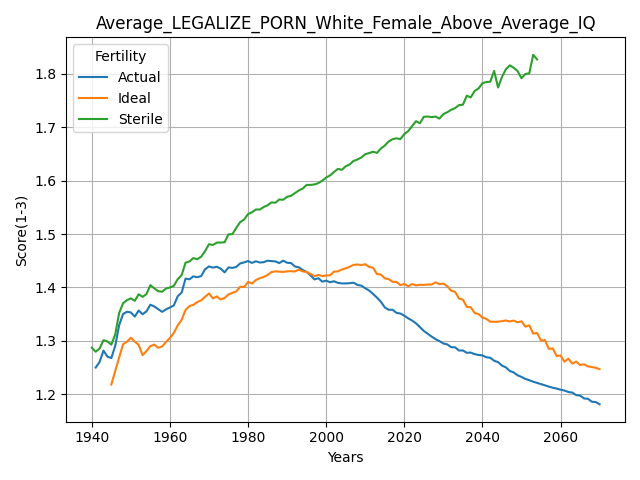 Average_LEGALIZE_PORN_White_Female_Above_Average_IQ
Fertility
Actual
Ideal
Sterile
Score(1-3)
1.8
1.7
1.6
1.5
1.4
1.3
1.2
1940 1960 1980 2000 2020 2040 2060
Years